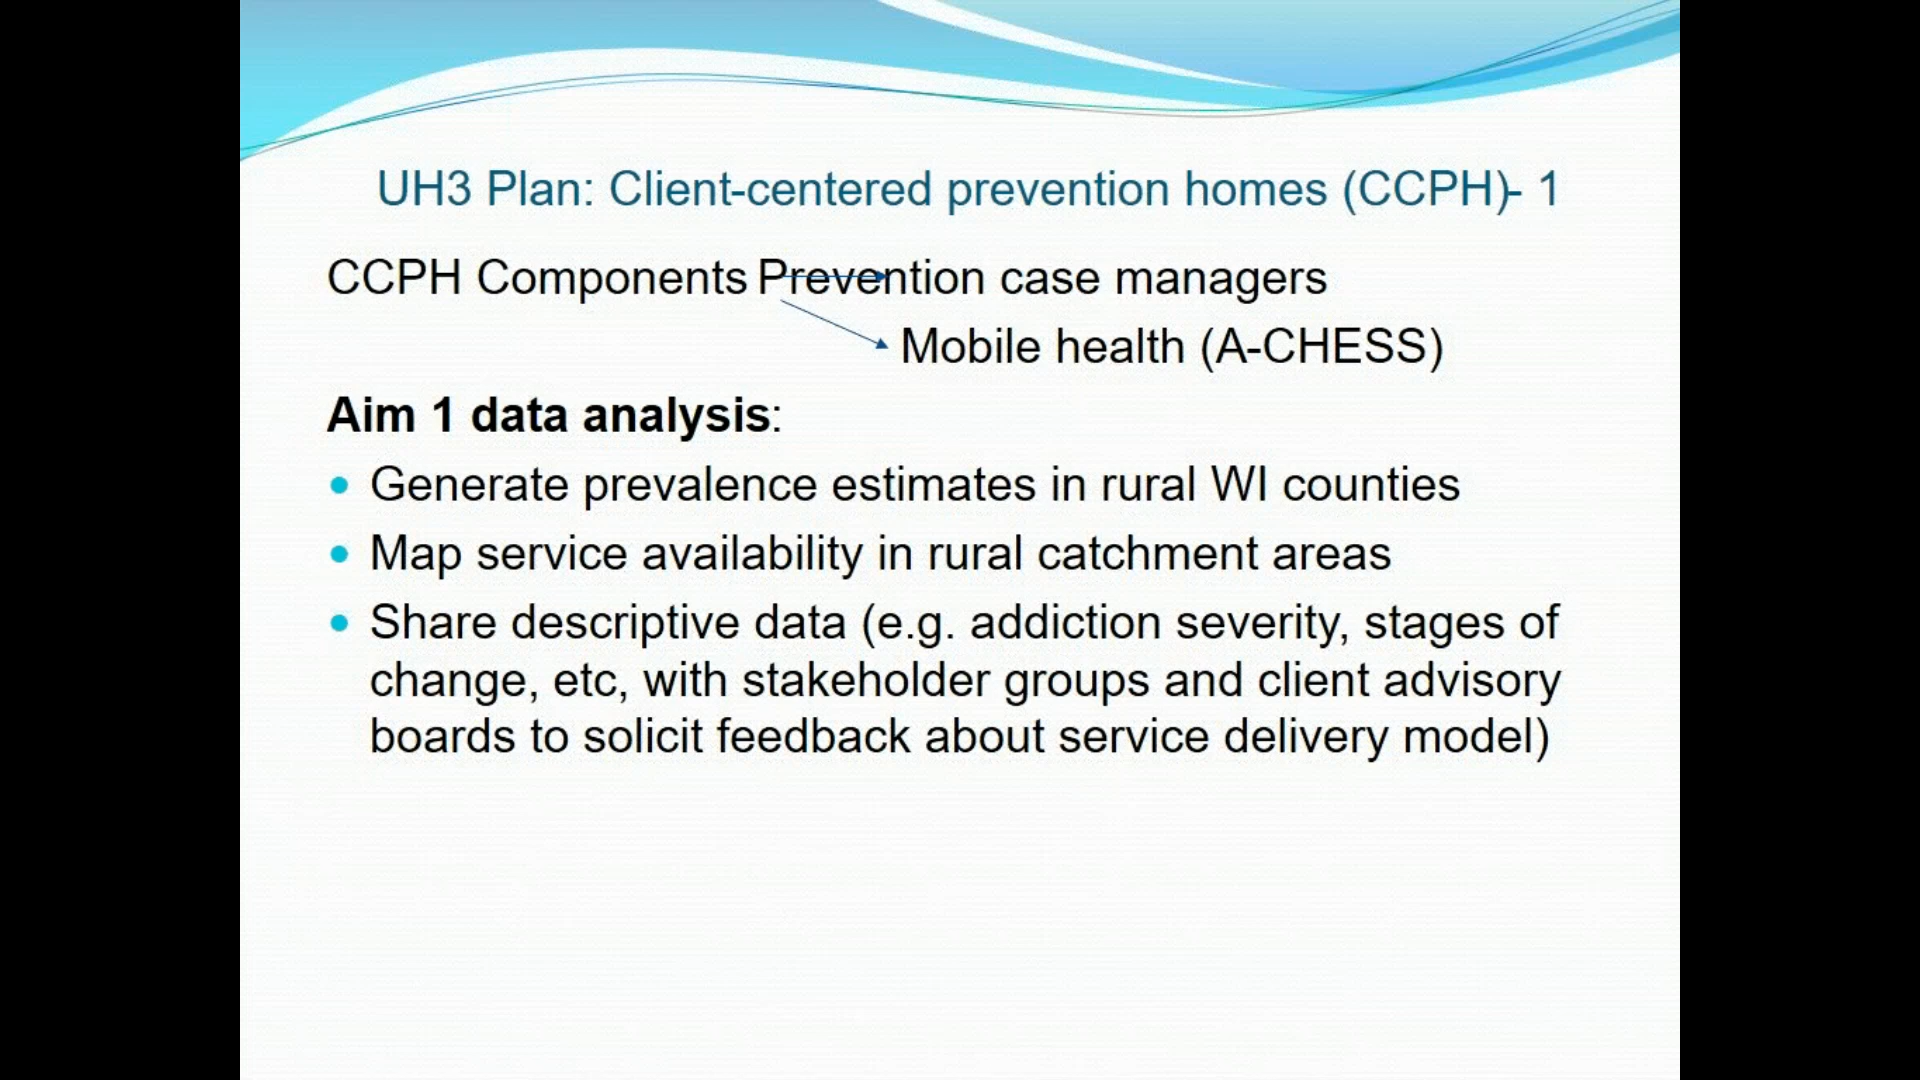 UH3 Plan: Client-centered prevention homes (CCPH)- 1
CCPH Components Prevention case managers
Mobile health (A-CHESS)
Aim 1 data analysis:
• Generate prevalence estimates in rural WI counties
• Map service availability in rural catchment areas
• Share descriptive data (e.g. addiction severity, stages of
change, etc, with stakeholder groups and client advisory
boards to solicit feedback about service delivery model)